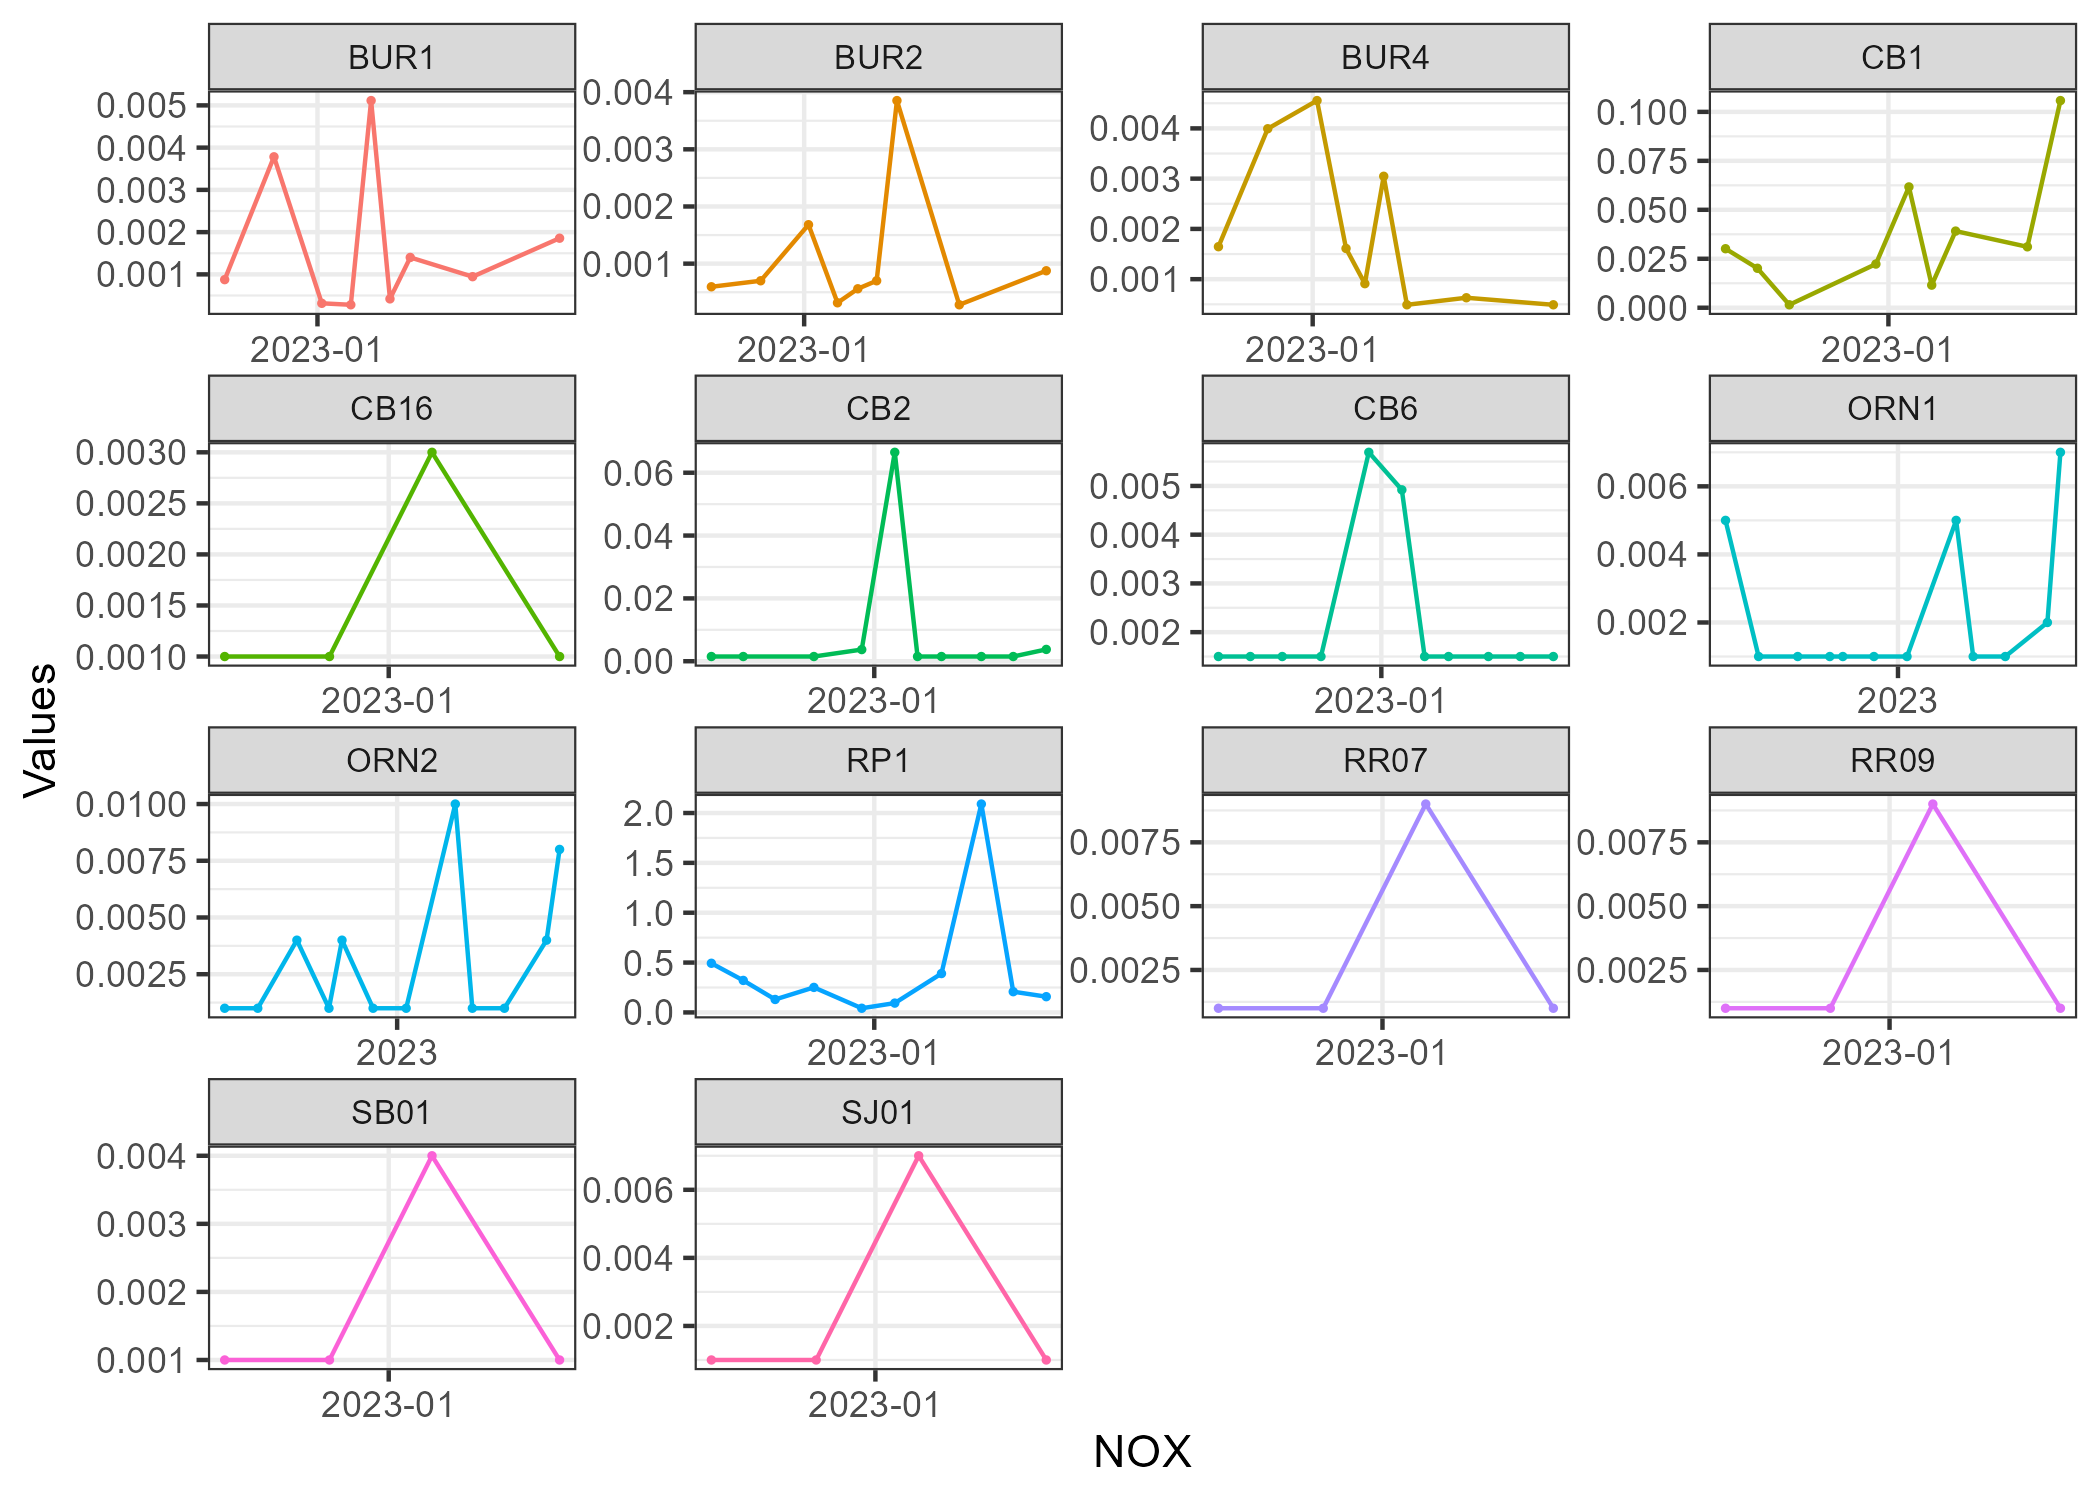 BUR1 BUR2 BUR4 CB1
0.005 0.004 0.003 0.002 0.001
0.004 0.003 0.002 0.001
0.004 0.003 0.002 0.001
0.100 0.075 0.050 0.025 0.000
2023-01 2023-01 2023-01 2023-01
CB16 CB2 CB6 ORN1
0.0030 0.0025 0.0020 0.0015 0.0010
0.06 0.04 0.02 0.00
0.005 0.004 0.003 0.002
0.006 0.004 0.002
2023-01 2023-01 2023-01 2023
Values
ORN2 RP1 RR07 RR09
0.0100 0.0075 0.0050 0.0025
2.0 1.5 1.0 0.5 0.0
0.0075 0.0050 0.0025
0.0075 0.0050 0.0025
2023 2023-01 2023-01 2023-01
SB01 SJ01
0.004 0.003 0.002 0.001
0.006 0.004 0.002
2023-01 2023-01
NOX